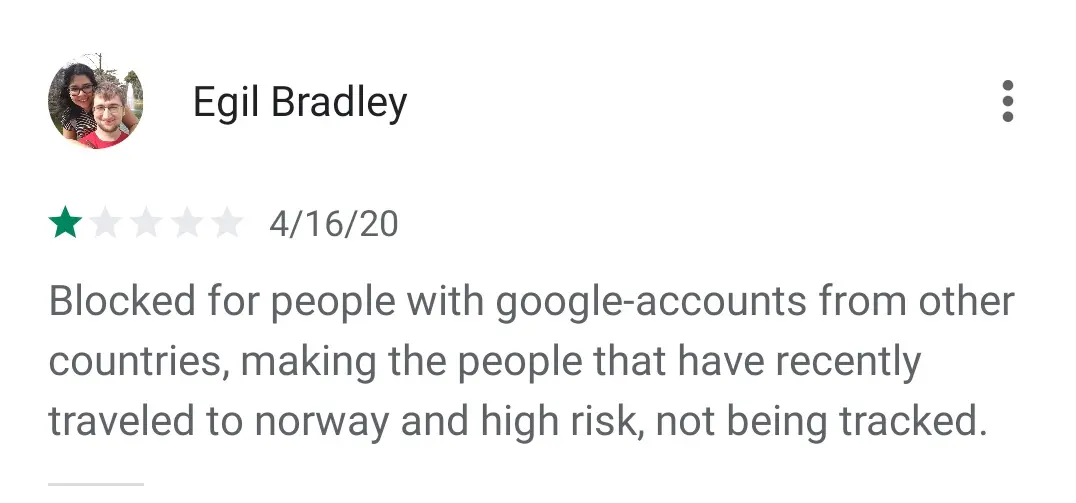 Egil Bradley
4/16/20
Blocked for people with google-accounts from other
countries, making the people that have recently
traveled to norway and high risk, not being tracked.